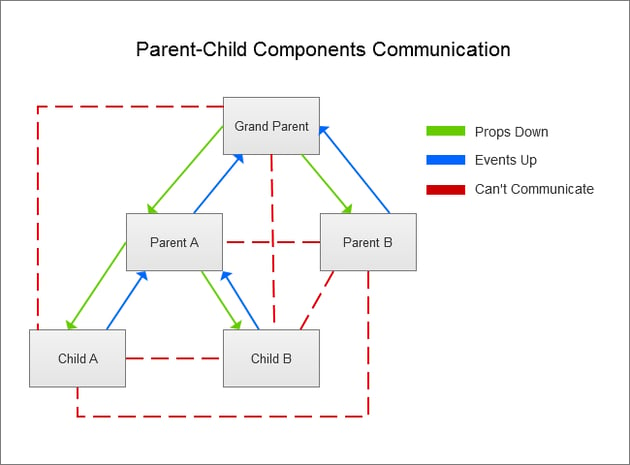 Parent-Child Components Communication
Grand Parent
Props Down
Events Up
Can't Communicate
Parent A
Parent B
Child A
Child B